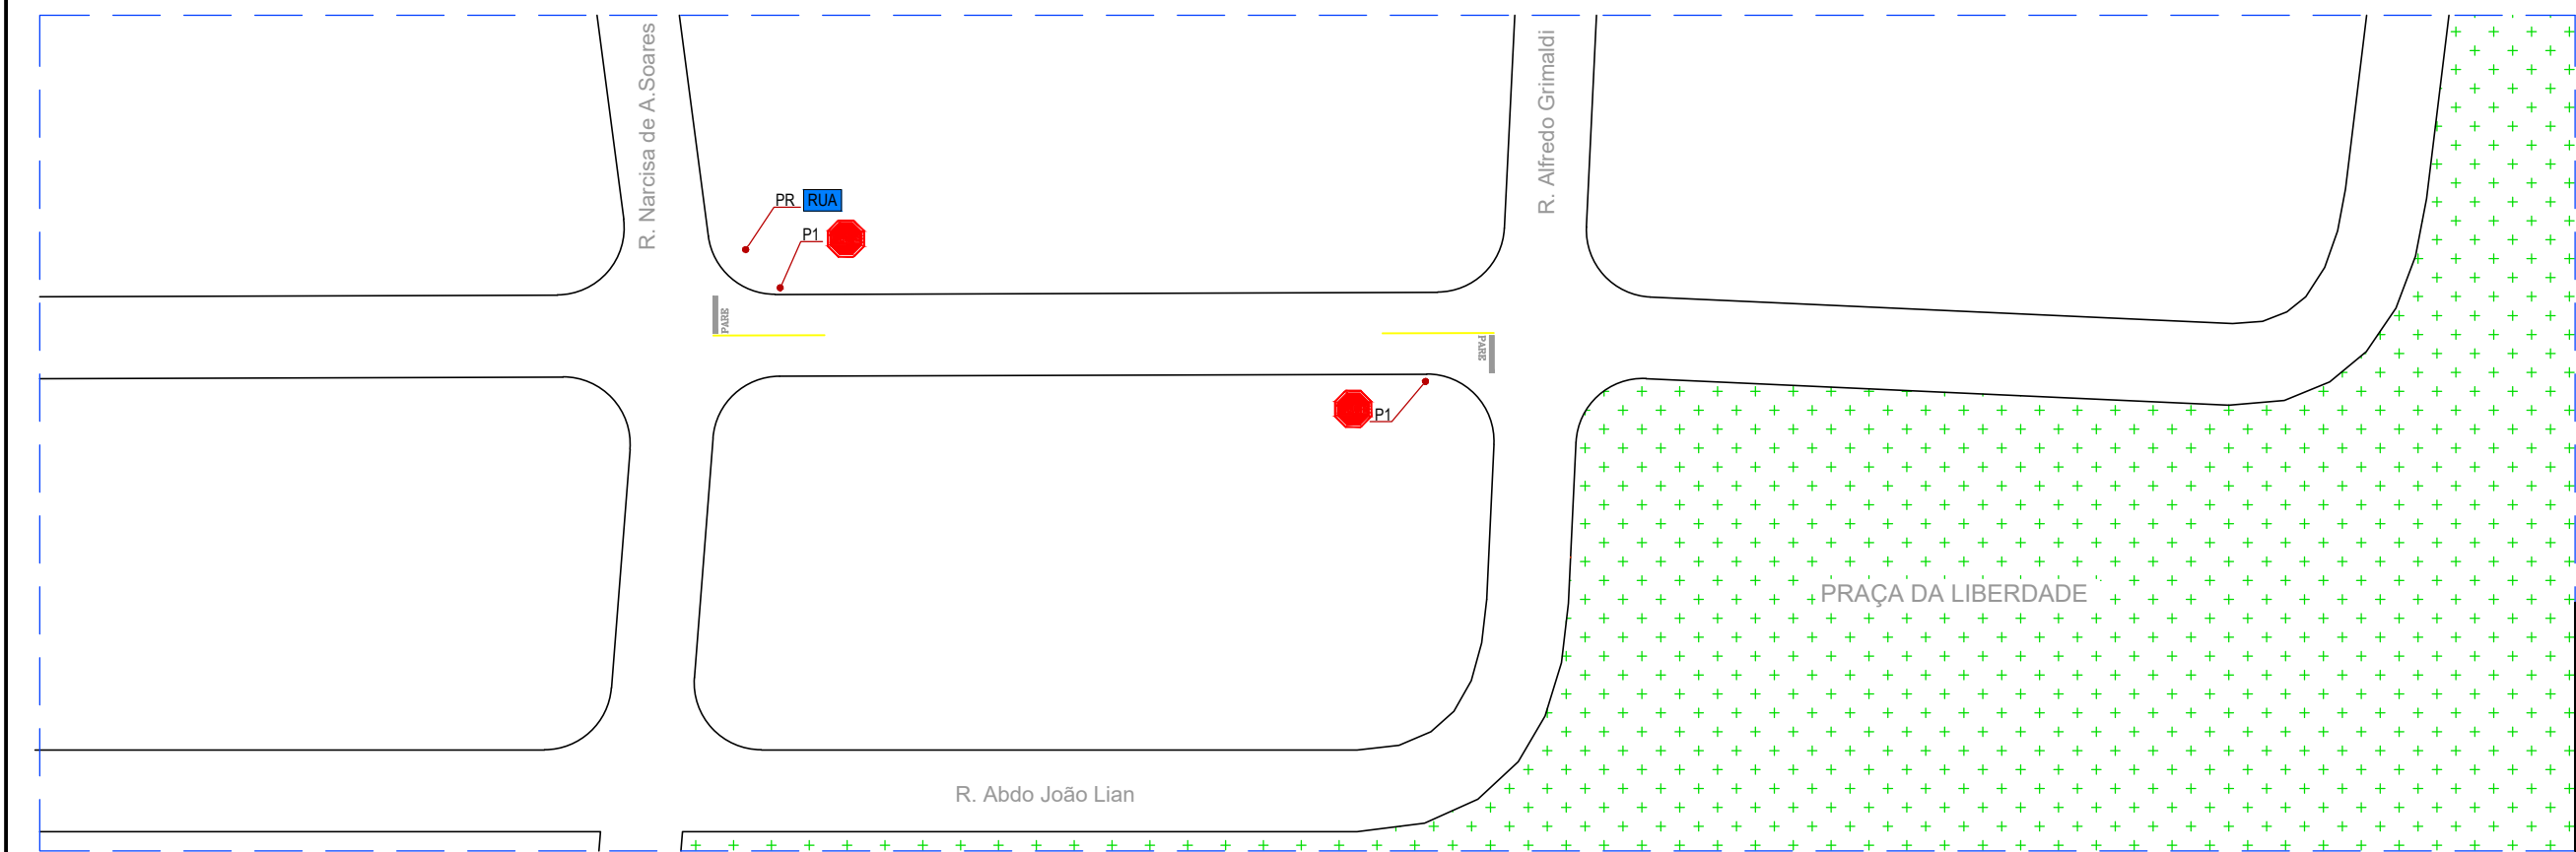 R. Narcisa de A.Soares
R. Alfredo Grimaldi
PR RUA
P1
PARE
PARE
P1
PRAÇA DA LIBERDADE
R. Abdo João Lian